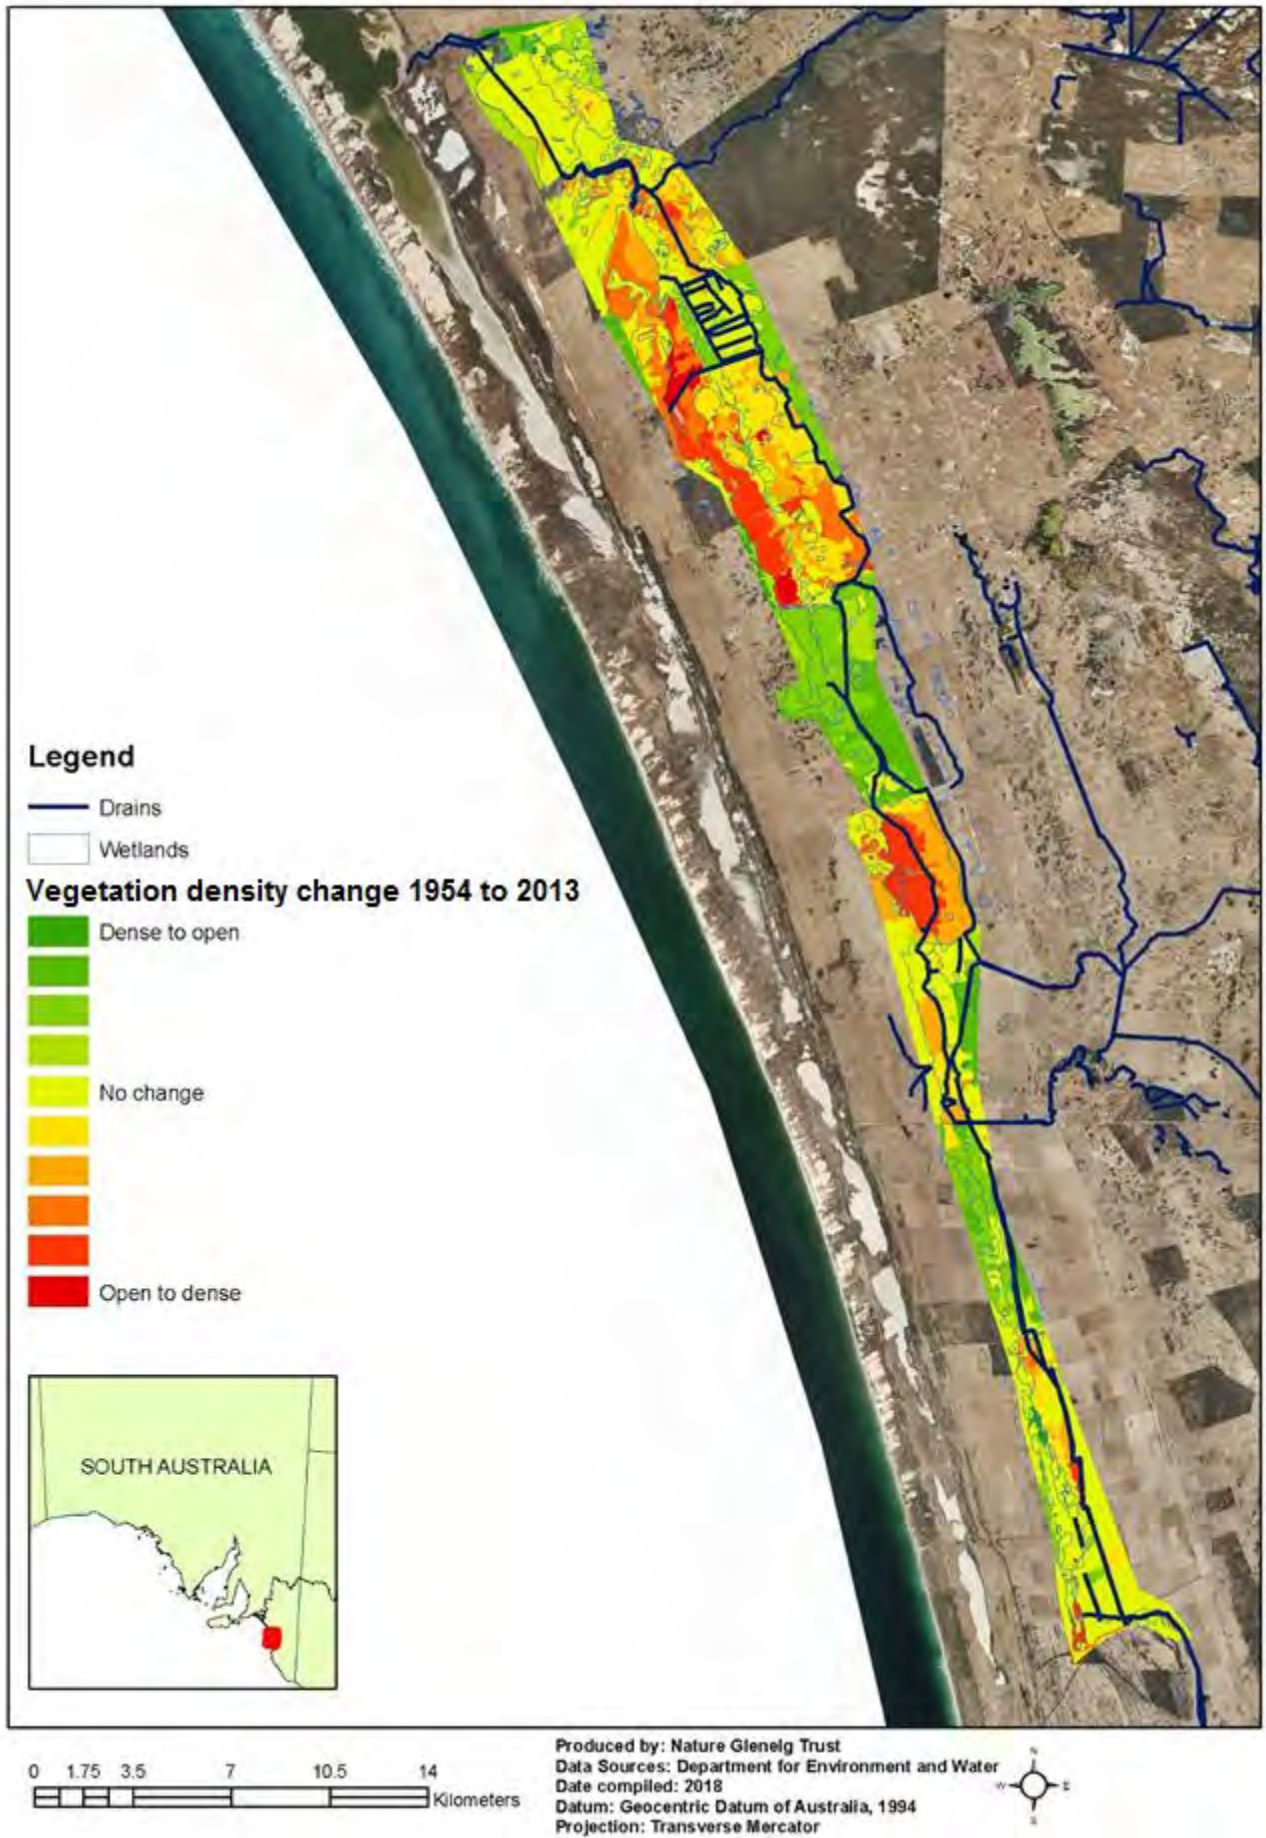 Legend
Drains
Wetlands
Vegetation density change 1954 to 2013
Dense to open
No change
Open to dense
SOUTH AUSTRALIA
0 1.75 3.5 7 10.5 14
Kilometers
Produced by: Nature Glenelg Trust
Data Sources: Department for Environment and Water
Date compiled: 2018
Datum: Geocentric Datum of Australia, 1994
Projection: Transverse Mercator
N
W E
S